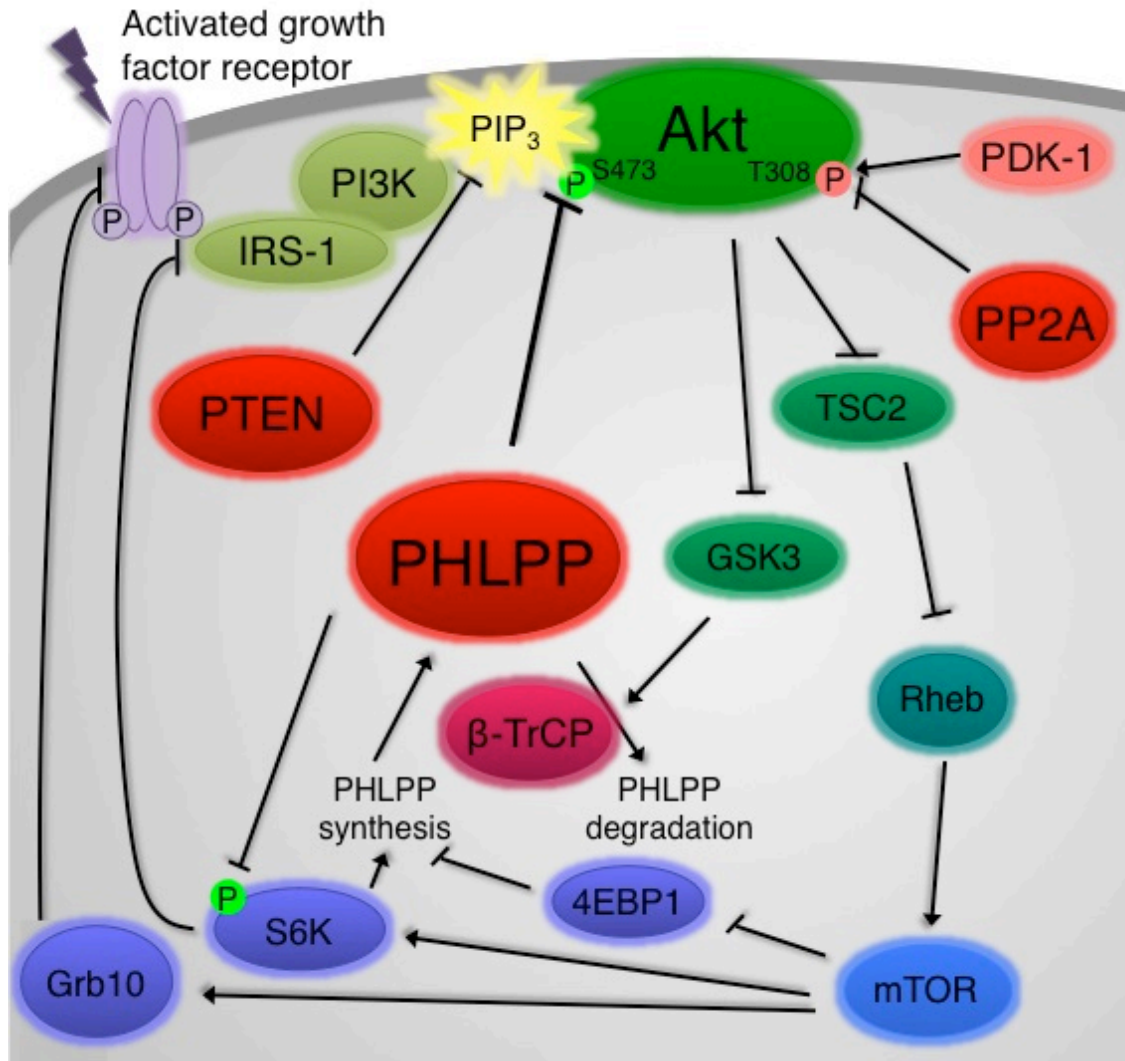 Activated growth
factor receptor
PIP3
Akt
S473
T308
P
P
PDK-1
PI3K
P
P
IRS-1
PP2A
PTEN
TSC2
PHLPP
GSK3
Rheb
β-TrCP
PHLPP
synthesis
PHLPP
degradation
P
4EBP1
S6K
Grb10
mTOR